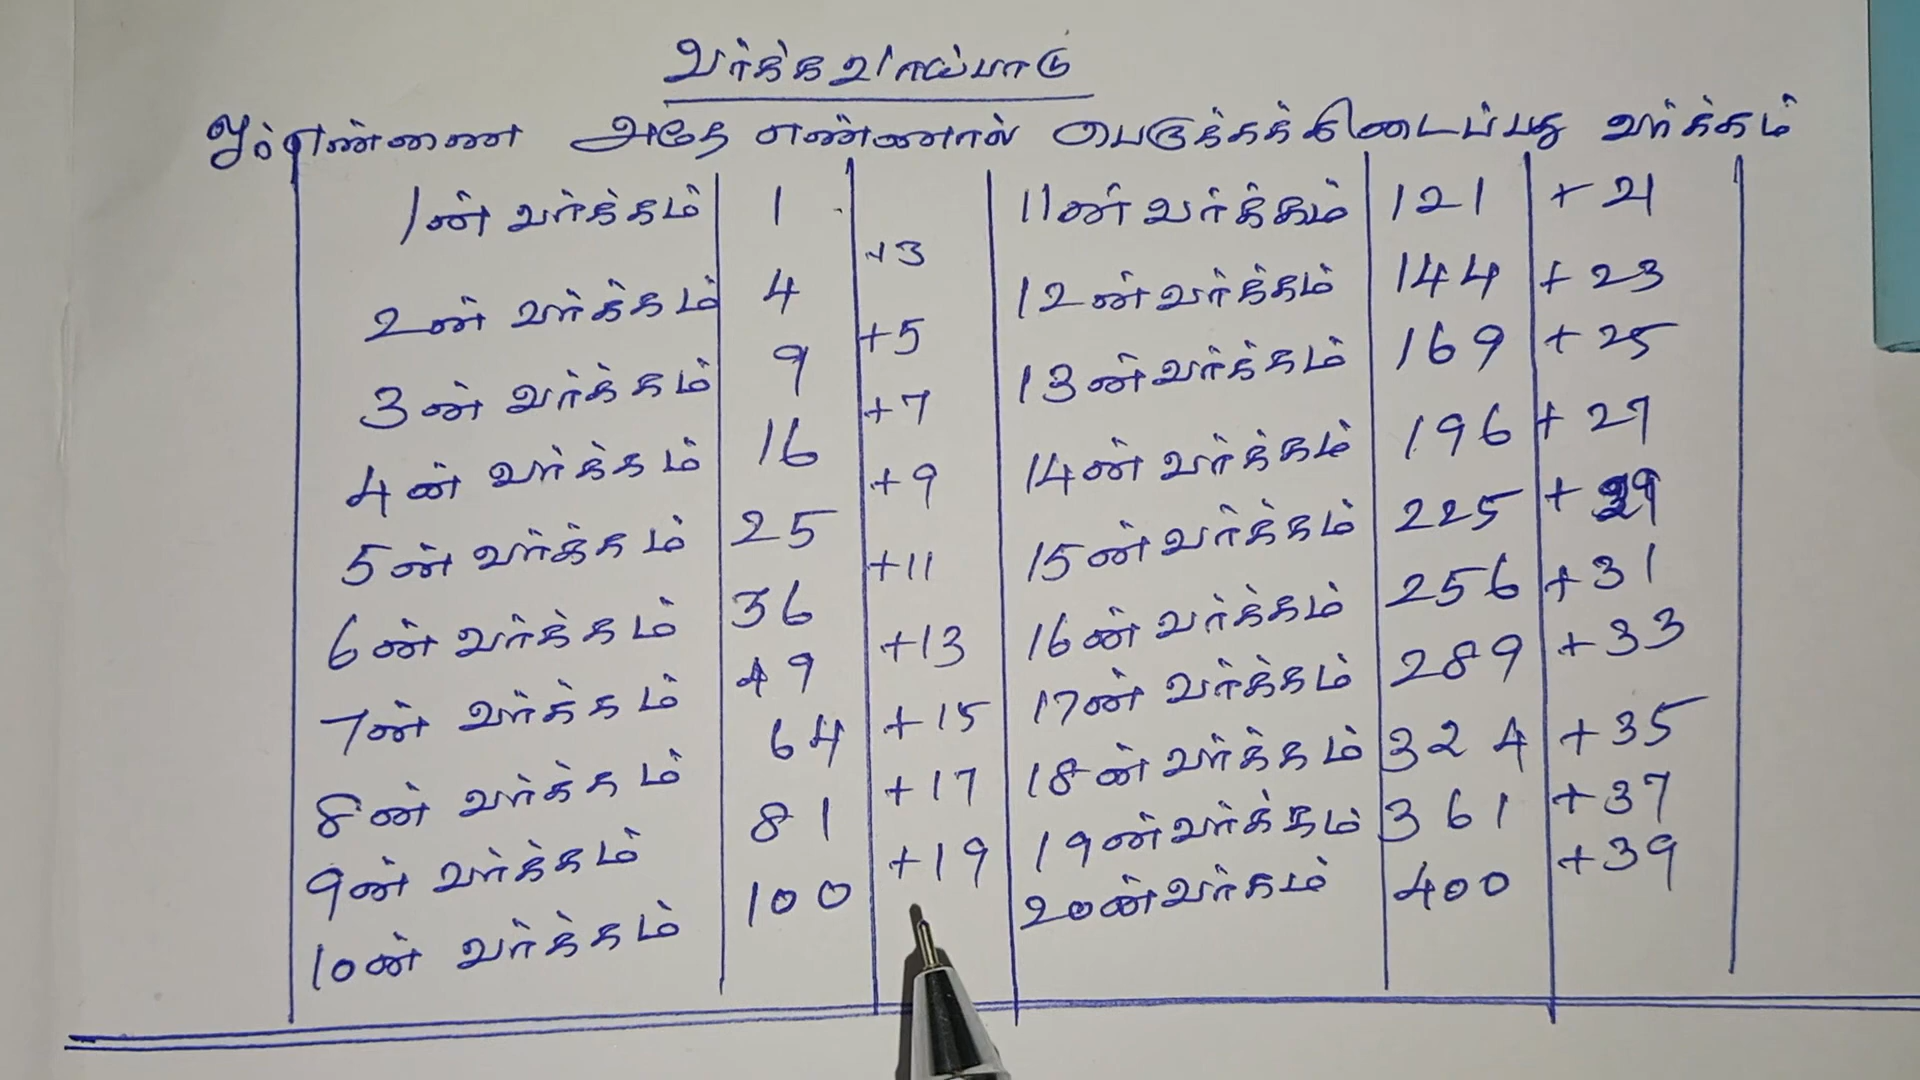 வர்க்க வாய்பாடு
ஓர் எண்ணை அதே எண்ணால் பெருக்கக் கிடைப்பது வர்க்கம்
1ன் வர்க்கம் 1
+3
2ன் வர்க்கம் 4
+5
3ன் வர்க்கம் 9
+7
4ன் வர்க்கம் 16
+9
5ன் வர்க்கம் 25
+11
6ன் வர்க்கம் 36
+13
7ன் வர்க்கம் 49
+15
8ன் வர்க்கம் 64
+17
9ன் வர்க்கம் 81
+19
10ன் வர்க்கம் 100
11ன் வர்க்கம் 121 +21
12ன் வர்க்கம் 144 +23
13ன் வர்க்கம் 169 +25
14ன் வர்க்கம் 196 +27
15ன் வர்க்கம் 225 +29
16ன் வர்க்கம் 256 +31
17ன் வர்க்கம் 289 +33
18ன் வர்க்கம் 324 +35
19ன் வர்க்கம் 361 +37
20ன் வர்கம் 400 +39